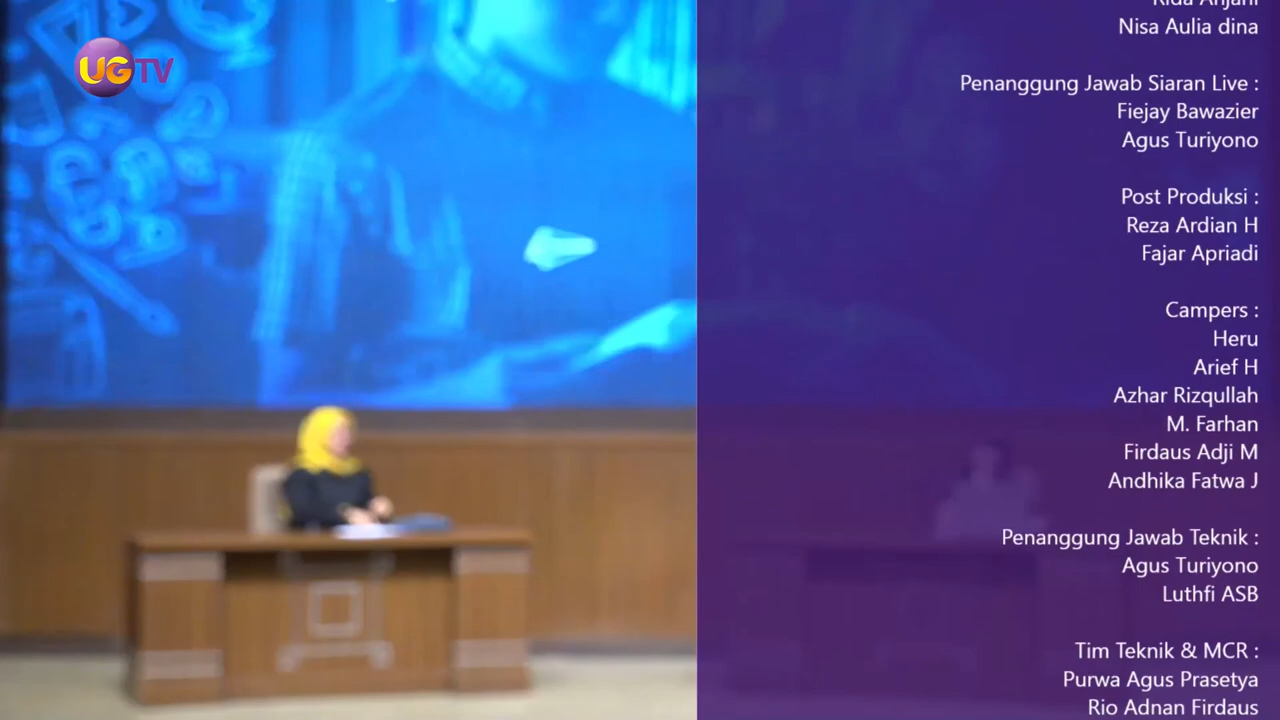 UGTV
Rida Anjani
Nisa Aulia dina
Penanggung Jawab Siaran Live :
Fiejay Bawazier
Agus Turiyono
Post Produksi :
Reza Ardian H
Fajar Apriadi
Campers :
Heru
Arief H
Azhar Rizqullah
M. Farhan
Firdaus Adji M
Andhika Fatwa J
Penanggung Jawab Teknik :
Agus Turiyono
Luthfi ASB
Tim Teknik & MCR :
Purwa Agus Prasetya
Rio Adnan Firdaus